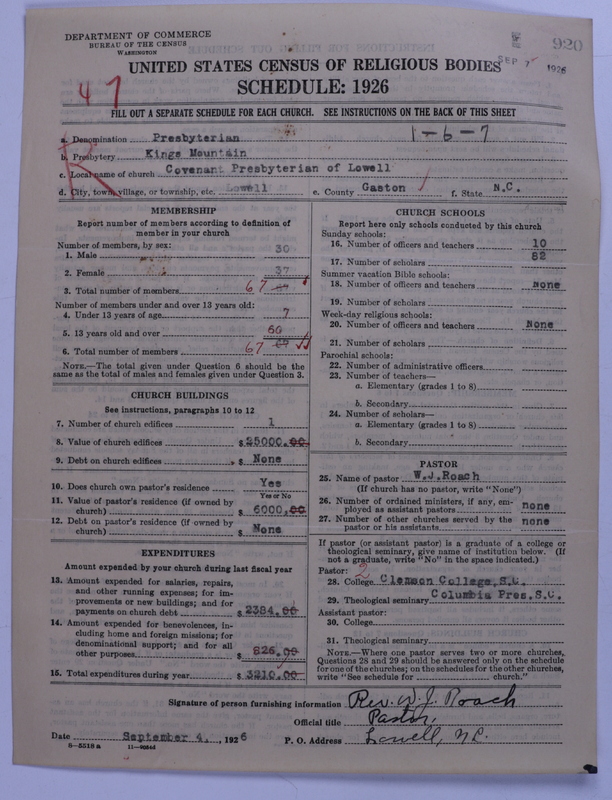 DEPARTMENT OF COMMERCE
BUREAU OF THE CENSUS
WASHINGTON
920
SEP 7 1926
UNITED STATES CENSUS OF RELIGIOUS BODIES
SCHEDULE: 1926
47
FILL OUT A SEPARATE SCHEDULE FOR EACH CHURCH. SEE INSTRUCTIONS ON THE BACK OF THIS SHEET
a. Denomination Presbyterian 1-6-7
b. Presbytery Kings Mountain
c. Local name of church Covenant Presbyterian of Lowell
d. City, town, village, or township, etc. Lowell e. County Gaston f. State N.C.
R
MEMBERSHIP
Report number of members according to definition of
member in your church
Number of members, by sex:
1. Male 30
2. Female 37
3. Total number of members 67
Number of members under and over 13 years old:
4. Under 13 years of age 7
5. 13 years old and over 60
6. Total number of members 67
NOTE.—The total given under Question 6 should be
same as the total of males and females given under Question 3.
CHURCH BUILDINGS
See instructions, paragraphs 10 to 12
7. Number of church edifices 1
8. Value of church edifices $25000.00
9. Debt on church edifices $ None
10. Does church own pastor's residence? Yes
Yes or No
11. Value of pastor's residence (if owned by
church) $ 6000.00
12. Debt on pastor's residence (if owned by
church) $ None
EXPENDITURES
Amount expended by your church during last fiscal year
13. Amount expended for salaries, repairs,
and other running expenses; for im-
provements or new buildings; and for
payments on church debt $ 2384.00
14. Amount expended for benevolences, in-
cluding home and foreign missions; for
denominational support; and for all
other purposes $ 826.00
15. Total expenditures during year $ 3210.00
CHURCH SCHOOLS
Report here only schools conducted by this church
Sunday schools:
16. Number of officers and teachers 10
17. Number of scholars 82
Summer vacation Bible schools:
18. Number of officers and teachers none
19. Number of scholars
Week-day religious schools:
20. Number of officers and teachers None
21. Number of scholars
Parochial schools:
22. Number of administrative officers
23. Number of teachers—
a. Elementary (grades 1 to 8)
b. Secondary
24. Number of scholars—
a. Elementary (grades 1 to 8)
b. Secondary
PASTOR
25. Name of pastor W.J.Roach
(If church has no pastor, write "None")
26. Number of ordained ministers, if any, em-
ployed as assistant pastors none
27. Number of other churches served by the
pastor or his assistants none
If pastor (or assistant pastor) is a graduate of a college or
theological seminary, give name of institution below. (If
not a graduate, write "No" in the space indicated.)
Pastor: 2
28. College Clemson College,S.C.
29. Theological seminary Columbia Pres.S.C.
Assistant pastor:
30. College
31. Theological seminary
NOTE.—Where one pastor serves two or more churches,
Questions 28 and 29 should be answered only on the schedule
for one of the churches; on the schedules for the other churches,
write "See schedule for church."
Signature of person furnishing information Rev. W. J. Roach
Official title Pastor,
Date September 4, 1926 P. O. Address Lowell, N.C.
8-5518 a